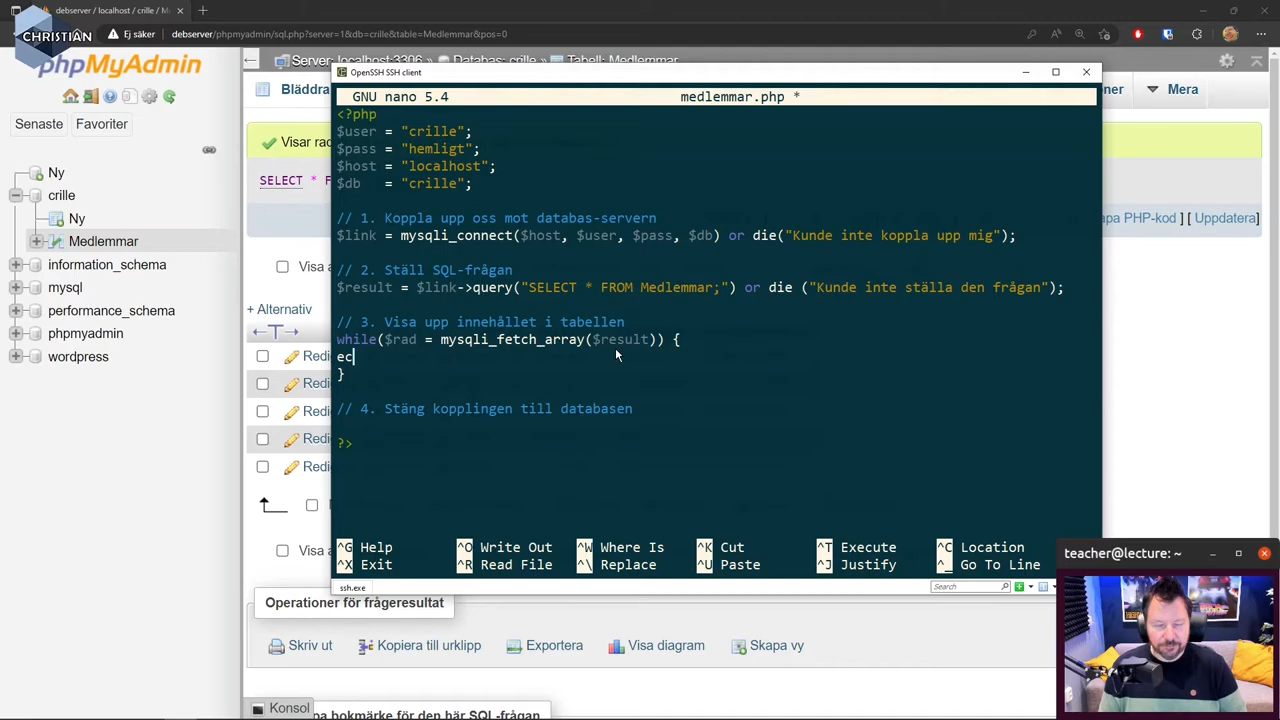 debserver / localhost / crille / M
CHRISTIAN
Ej säker
debserver/phpmyadmin/sql.php?server=1&db=crille&table=Medlemmar&pos=0
phpMyAdmin
Server: localhost:3306
Databas: crille
Tabell: Medlemmar
Bläddra
Mera
Senaste
Favoriter
Ny
crille
Ny
Medlemmar
information_schema
mysql
performance_schema
phpmyadmin
wordpress
Visar rad
SELECT * F
apa PHP-kod ] [ Uppdatera]
Visa a
+ Alternativ
←T→
Redi
Redi
Redi
Redi
Redi
Visa a
OpenSSH SSH client
GNU nano 5.4
medlemmar.php *
<?php
$user = "crille";
$pass = "hemligt";
$host = "localhost";
$db   = "crille";
// 1. Koppla upp oss mot databas-servern
$link = mysqli_connect($host, $user, $pass, $db) or die("Kunde inte koppla upp mig");
// 2. Ställ SQL-frågan
$result = $link->query("SELECT * FROM Medlemmar;") or die ("Kunde inte ställa den frågan");
// 3. Visa upp innehållet i tabellen
while($rad = mysqli_fetch_array($result)) {
ec
}
// 4. Stäng kopplingen till databasen
?>
^G Help ^O Write Out ^W Where Is ^K Cut ^T Execute ^C Location
^X Exit ^R Read File ^\ Replace ^U Paste ^J Justify ^_ Go To Line
ssh.exe
Search
teacher@lecture: ~
Operationer för frågeresultat
Skriv ut
Kopiera till urklipp
Exportera
Visa diagram
Skapa vy
Konsol
pa bokmärke för den här SQL-frågan